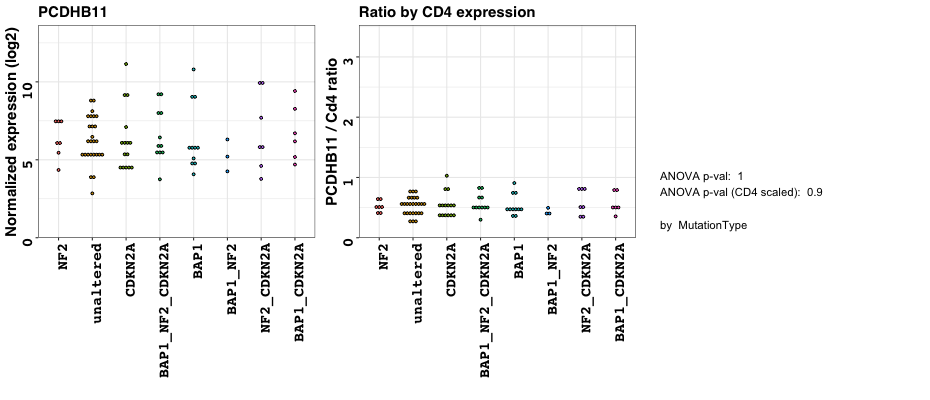 PCDHB11
Normalized expression (log2)
10
5
0
NF2
unaltered
CDKN2A
BAP1_NF2_CDKN2A
BAP1
BAP1_NF2
NF2_CDKN2A
BAP1_CDKN2A
Ratio by CD4 expression
PCDHB11 / Cd4 ratio
3
2
1
0
NF2
unaltered
CDKN2A
BAP1_NF2_CDKN2A
BAP1
BAP1_NF2
NF2_CDKN2A
BAP1_CDKN2A
ANOVA p-val: 1
ANOVA p-val (CD4 scaled): 0.9
by MutationType